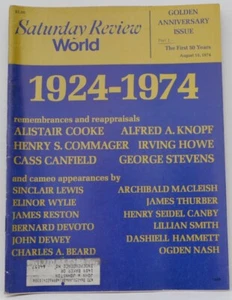 Saturday Review
World
GOLDEN
ANNIVERSARY
ISSUE
The First 50 Years
August 10, 1974
1924-1974
remembrances and reappraisals
ALISTAIR COOKE
ALFRED A. KNOPF
HENRY S. COMMAGER
IRVING HOWE
CASS CANFIELD
GEORGE STEVENS
and cameo appearances by
SINCLAIR LEWIS
ELINOR WYLIE
JAMES RESTON
BERNARD DEVOTO
JOHN DEWEY
CHARLES A. BEARD
ARCHIBALD MACLEISH
JAMES THURBER
HENRY SEIDEL CANBY
LILLIAN SMITH
DASHIELL HAMMETT
OGDEN NASH